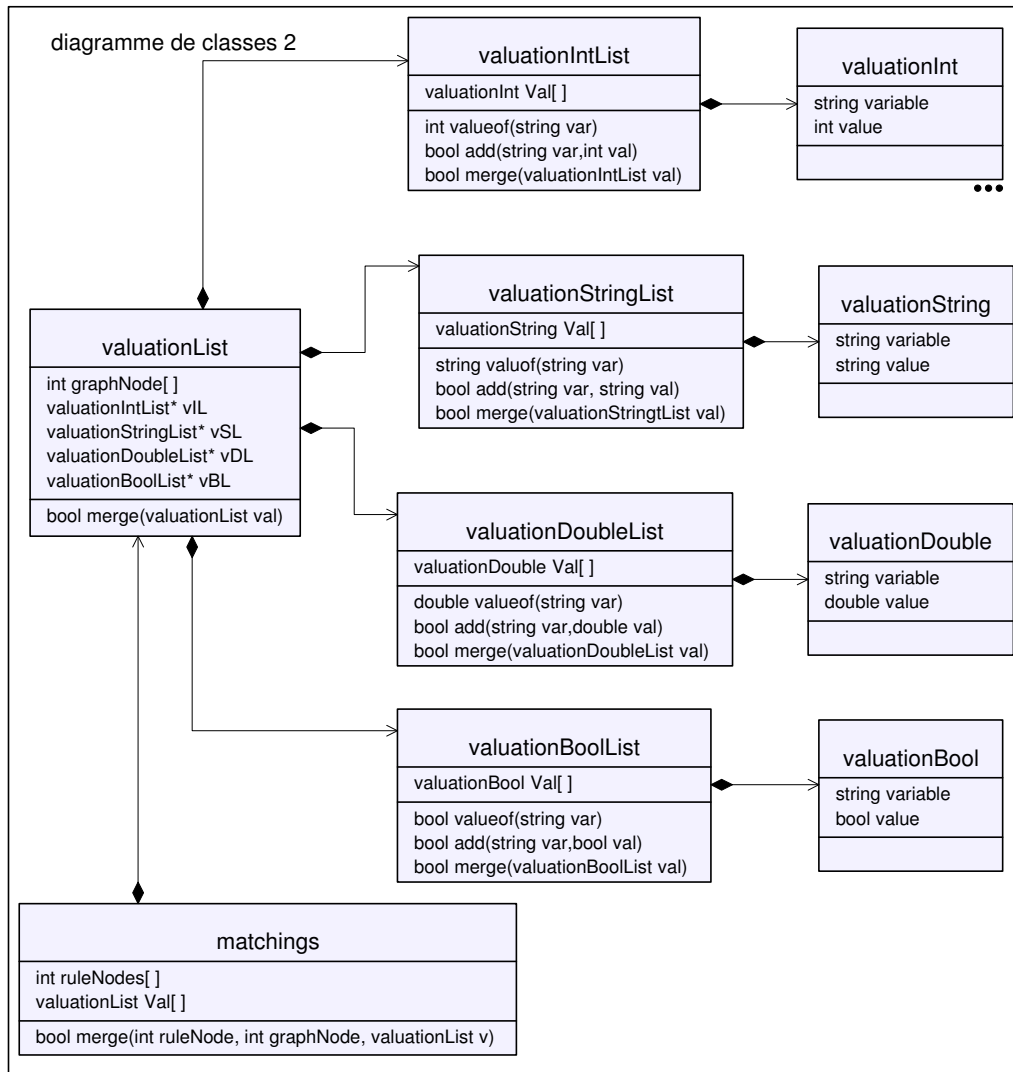 diagramme de classes 2
valuationIntList
valuationInt Val[ ]
int valueof(string var)
bool add(string var,int val)
bool merge(valuationIntList val)
valuationInt
string variable
int value
valuationStringList
valuationString Val[ ]
string valuof(string var)
bool add(string var, string val)
bool merge(valuationStringtList val)
valuationString
string variable
string value
valuationList
int graphNode[ ]
valuationIntList* vIL
valuationStringList* vSL
valuationDoubleList* vDL
valuationBoolList* vBL
bool merge(valuationList val)
valuationDoubleList
valuationDouble Val[ ]
double valueof(string var)
bool add(string var,double val)
bool merge(valuationDoubleList val)
valuationDouble
string variable
double value
valuationBoolList
valuationBool Val[ ]
bool valueof(string var)
bool add(string var,bool val)
bool merge(valuationBoolList val)
valuationBool
string variable
bool value
matchings
int ruleNodes[ ]
valuationList Val[ ]
bool merge(int ruleNode, int graphNode, valuationList v)